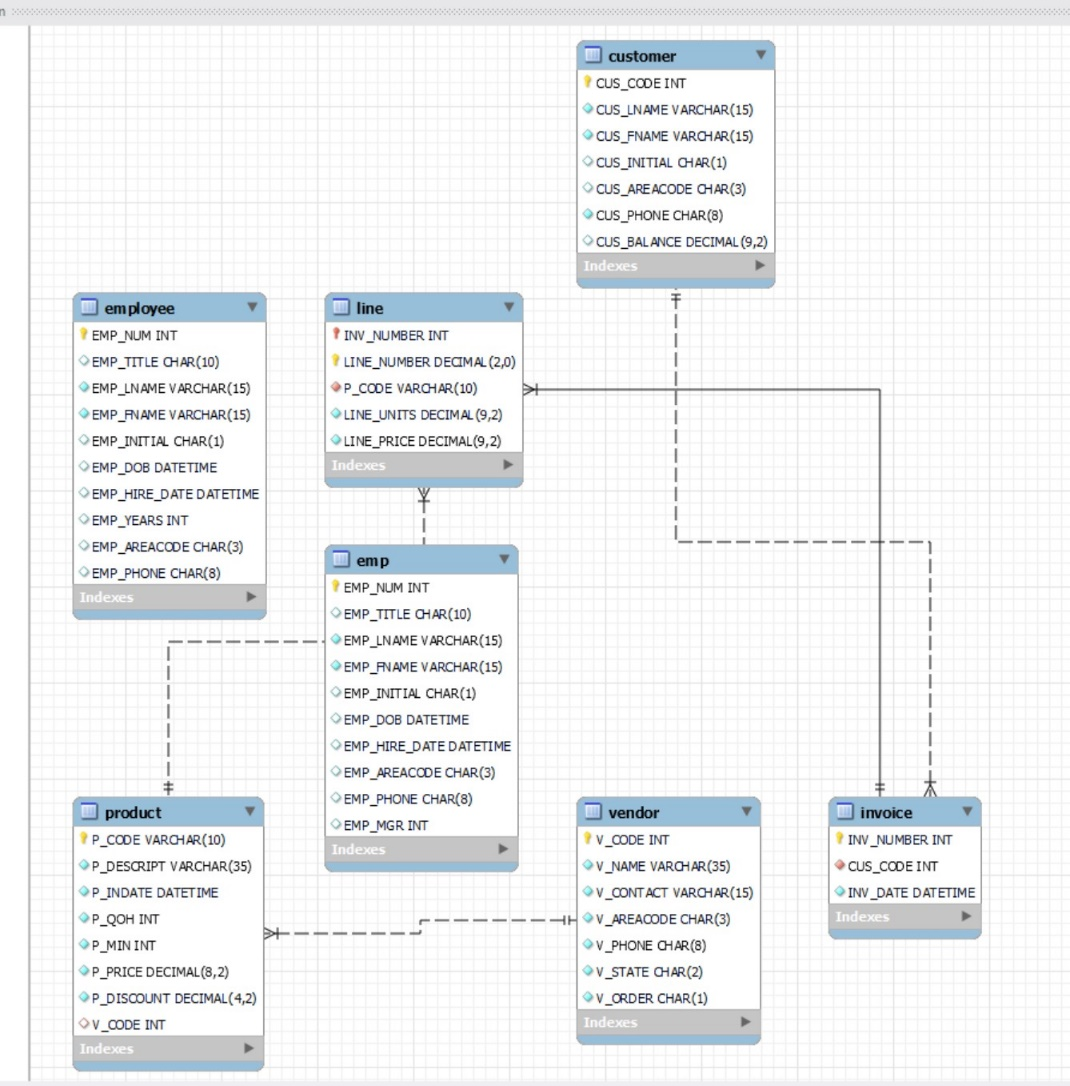 n
customer
CUS_CODE INT
CUS_LNAME VARCHAR(15)
CUS_FNAME VARCHAR(15)
CUS_INITIAL CHAR(1)
CUS_AREACODE CHAR(3)
CUS_PHONE CHAR(8)
CUS_BALANCE DECIMAL(9,2)
Indexes
employee
EMP_NUM INT
EMP_TITLE CHAR(10)
EMP_LNAME VARCHAR(15)
EMP_FNAME VARCHAR(15)
EMP_INITIAL CHAR(1)
EMP_DOB DATETIME
EMP_HIRE_DATE DATETIME
EMP_YEARS INT
EMP_AREACODE CHAR(3)
EMP_PHONE CHAR(8)
Indexes
line
INV_NUMBER INT
LINE_NUMBER DECIMAL(2,0)
P_CODE VARCHAR(10)
LINE_UNITS DECIMAL(9,2)
LINE_PRICE DECIMAL(9,2)
Indexes
emp
EMP_NUM INT
EMP_TITLE CHAR(10)
EMP_LNAME VARCHAR(15)
EMP_FNAME VARCHAR(15)
EMP_INITIAL CHAR(1)
EMP_DOB DATETIME
EMP_HIRE_DATE DATETIME
EMP_AREACODE CHAR(3)
EMP_PHONE CHAR(8)
EMP_MGR INT
Indexes
product
P_CODE VARCHAR(10)
P_DESCRIPT VARCHAR(35)
P_INDATE DATETIME
P_QOH INT
P_MIN INT
P_PRICE DECIMAL(8,2)
P_DISCOUNT DECIMAL(4,2)
V_CODE INT
Indexes
vendor
V_CODE INT
V_NAME VARCHAR(35)
V_CONTACT VARCHAR(15)
V_AREACODE CHAR(3)
V_PHONE CHAR(8)
V_STATE CHAR(2)
V_ORDER CHAR(1)
Indexes
invoice
INV_NUMBER INT
CUS_CODE INT
INV_DATE DATETIME
Indexes